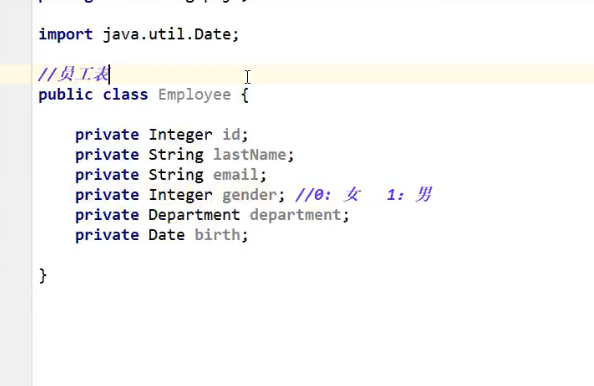 import java.util.Date;
//员工表
public class Employee {
private Integer id;
private String lastName;
private String email;
private Integer gender; //0: 女 1: 男
private Department department;
private Date birth;
}